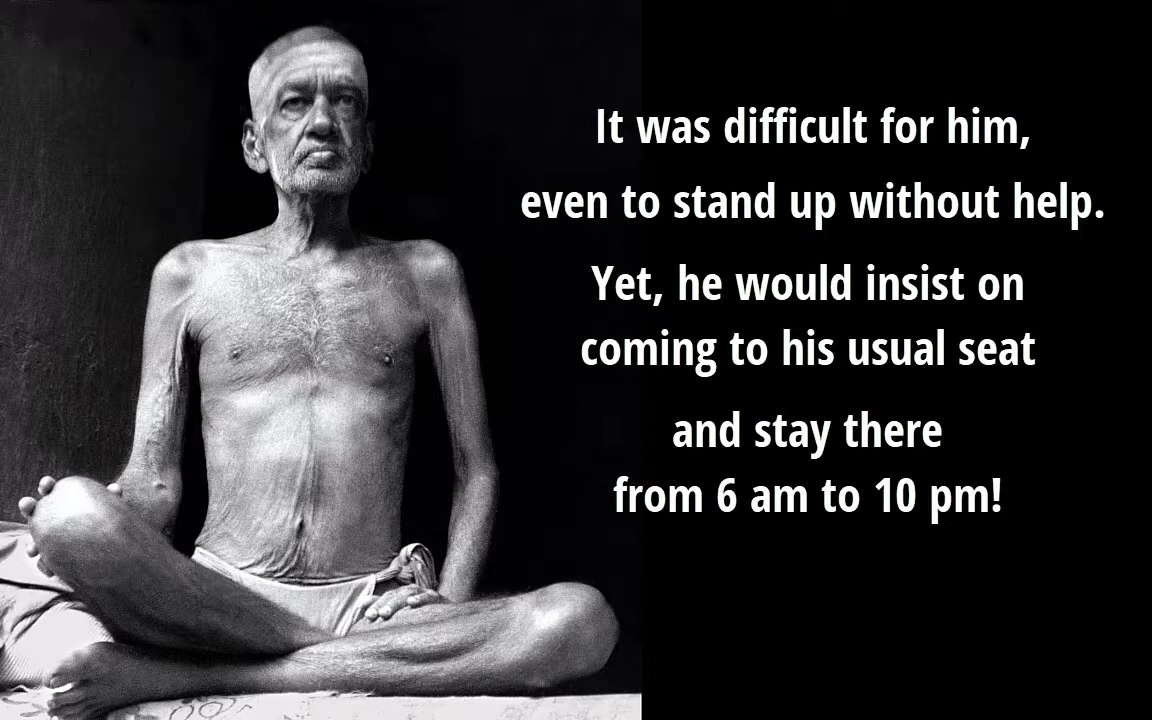 It was difficult for him,
even to stand up without help.
Yet, he would insist on
coming to his usual seat
and stay there
from 6 am to 10 pm!